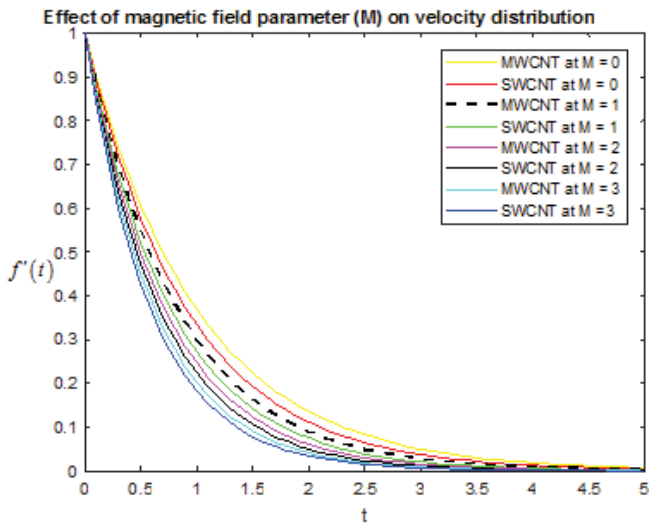 Effect of magnetic field parameter (M) on velocity distribution
1
0.9
0.8
0.7
0.6
0.5
0.4
0.3
0.2
0.1
0
f'(t)
MWCNT at M = 0
SWCNT at M = 0
MWCNT at M = 1
SWCNT at M = 1
MWCNT at M = 2
SWCNT at M = 2
MWCNT at M = 3
SWCNT at M =3
0 0.5 1 1.5 2 2.5 3 3.5 4 4.5 5
t